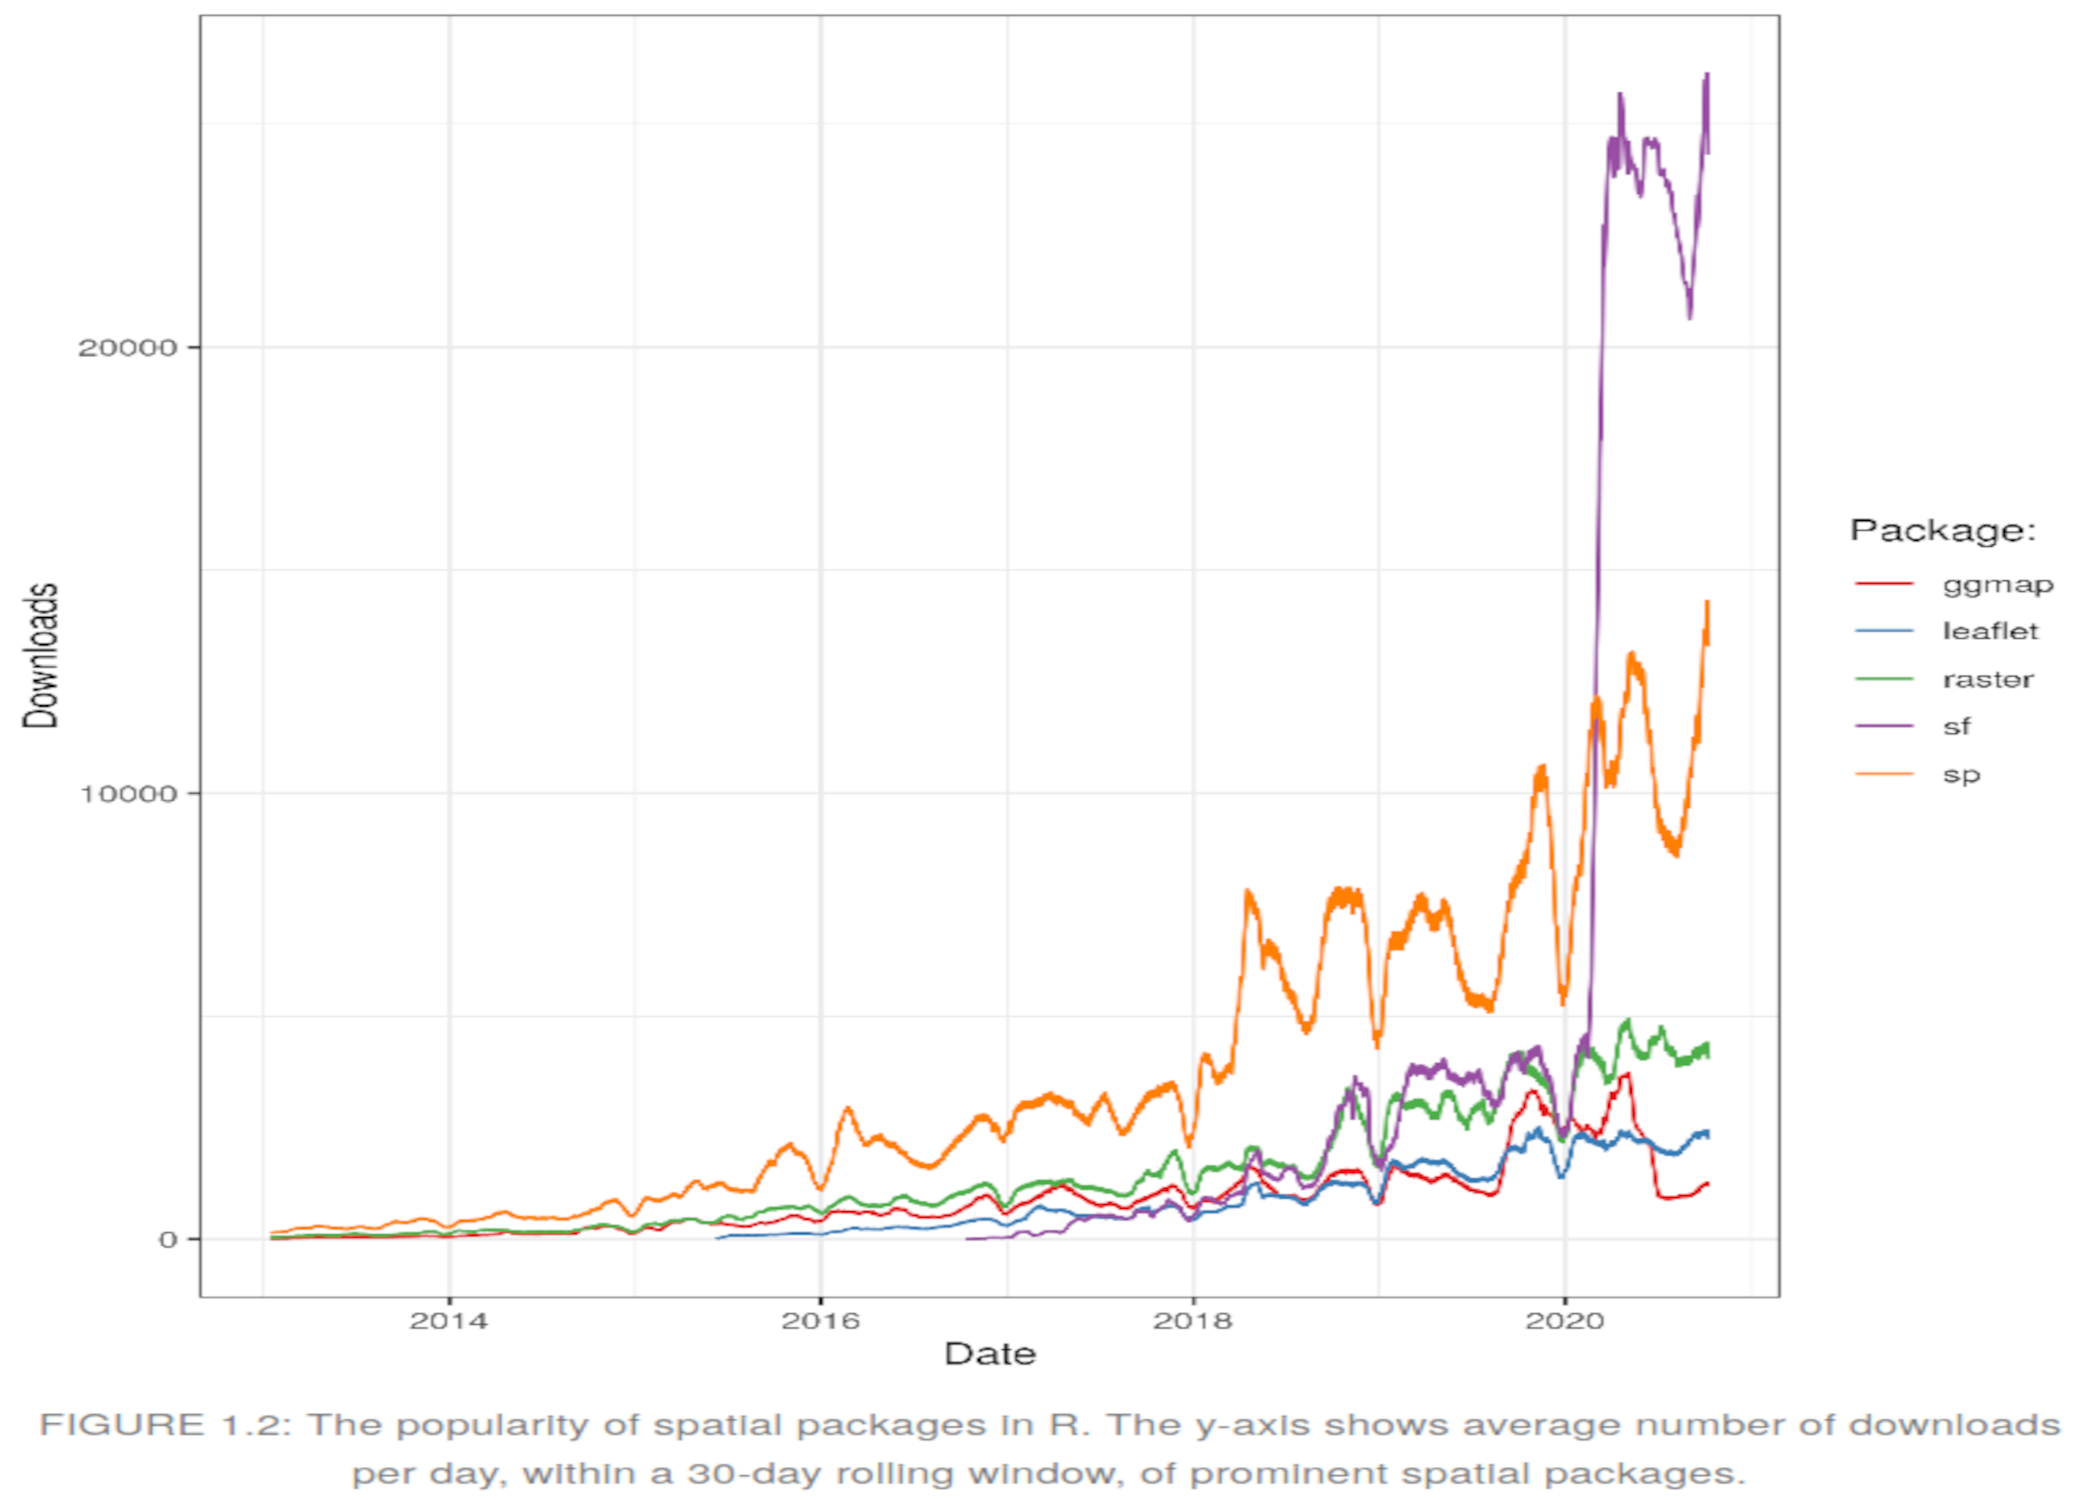 20000
10000
0
Downloads
2014 2016 2018 2020
Date
Package:
ggmap
leaflet
raster
sf
sp
FIGURE 1.2: The popularity of spatial packages in R. The y-axis shows average number of downloads
per day, within a 30-day rolling window, of prominent spatial packages.